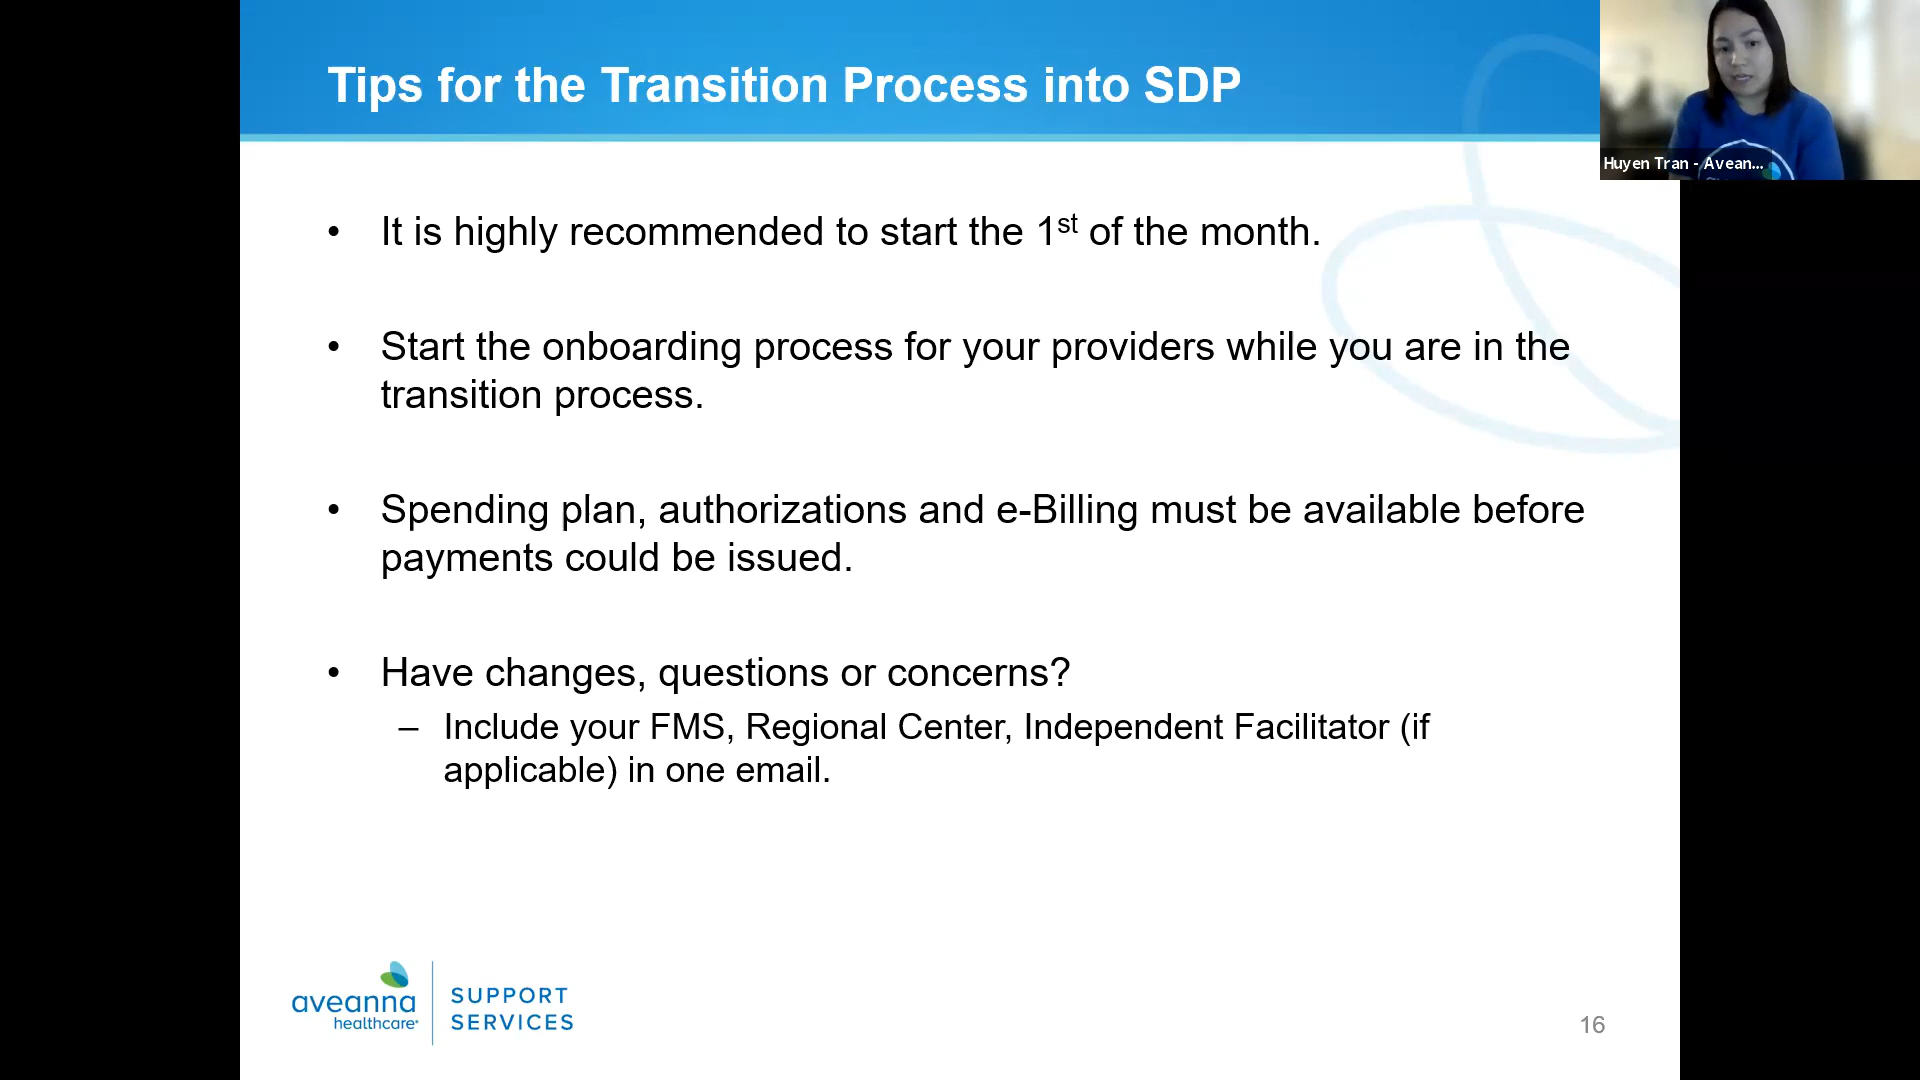 Tips for the Transition Process into SDP
Huyen Tran - Avean...
• It is highly recommended to start the 1st of the month.
• Start the onboarding process for your providers while you are in the
transition process.
• Spending plan, authorizations and e-Billing must be available before
payments could be issued.
• Have changes, questions or concerns?
– Include your FMS, Regional Center, Independent Facilitator (if
applicable) in one email.
aveanna
healthcare
SUPPORT
SERVICES
16